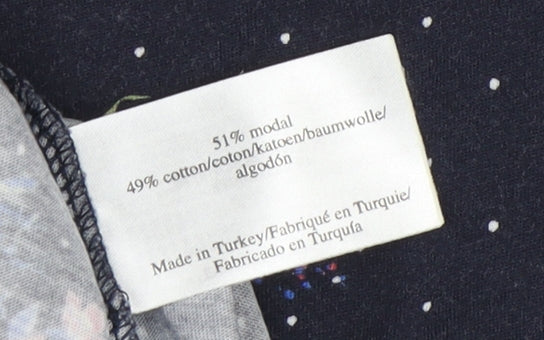 51% modal
49% cotton/coton/katoen/baumwolle/
algodón
Made in Turkey/Fabriqué en Turquie/
Fabricado en Turquía